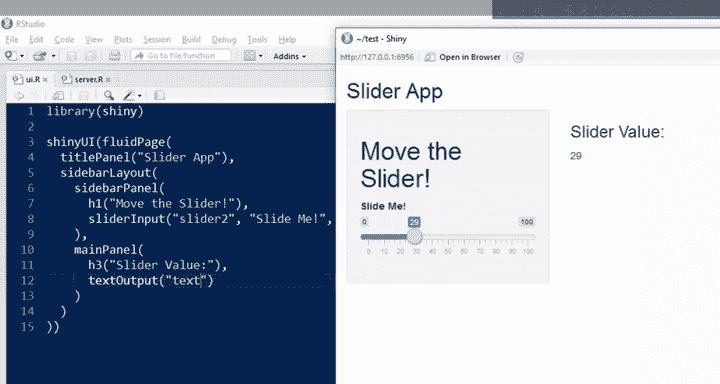 RStudio
File Edit Code View Plots Session Build Debug Tools Help
Go to file/function
Addins
ui.R
server.R
1 library(shiny)
2
3 shinyUI(fluidPage(
4 titlePanel("Slider App"),
5 sidebarLayout(
6 sidebarPanel(
7 h1("Move the Slider!"),
8 sliderInput("slider2", "Slide Me!",
9 ),
10 mainPanel(
11 h3("Slider Value:"),
12 textOutput("text")
13 )
14 )
15 ))
~/test - Shiny
http://127.0.0.1:6956
Open in Browser
Slider App
Move the
Slider!
Slide Me!
0 29 100
0 10 20 30 40 50 60 70 80 90 100
Slider Value:
29